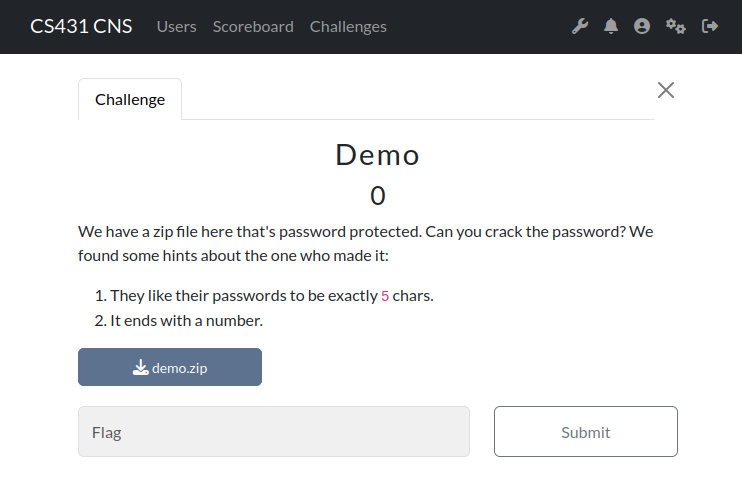 CS431 CNS Users Scoreboard Challenges
Challenge
Demo
0
We have a zip file here that's password protected. Can you crack the password? We
found some hints about the one who made it:
1. They like their passwords to be exactly 5 chars.
2. It ends with a number.
demo.zip
Flag Submit